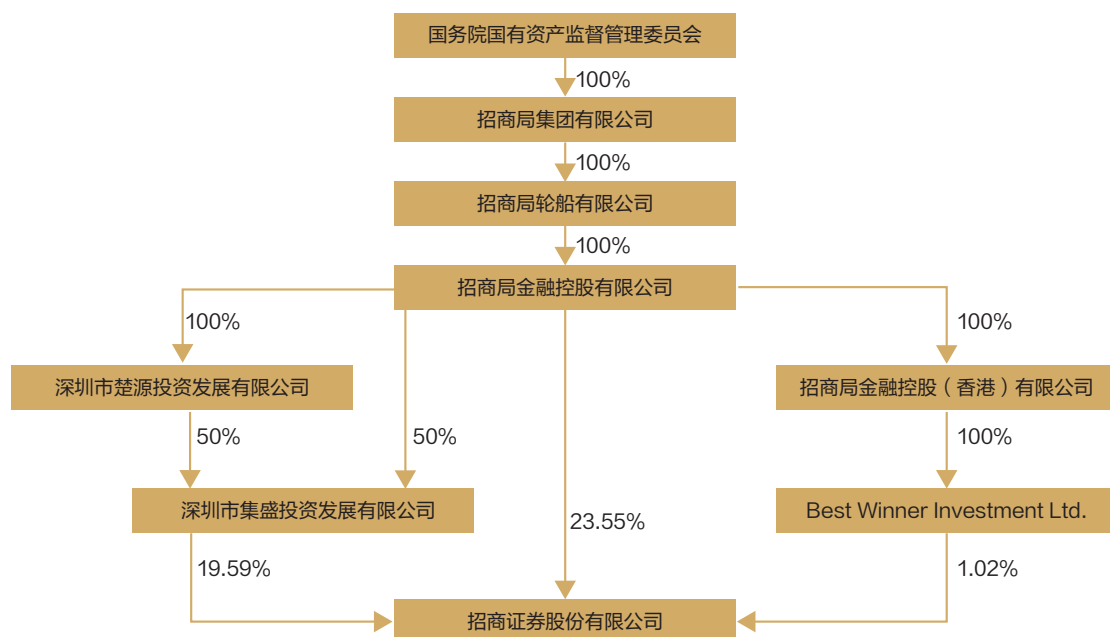 国务院国有资产监督管理委员会
100%
招商局集团有限公司
100%
招商局轮船有限公司
100%
招商局金融控股有限公司
100%
100%
深圳市楚源投资发展有限公司
招商局金融控股（香港）有限公司
50%
50%
100%
深圳市集盛投资发展有限公司
Best Winner Investment Ltd.
23.55%
19.59%
1.02%
招商证券股份有限公司